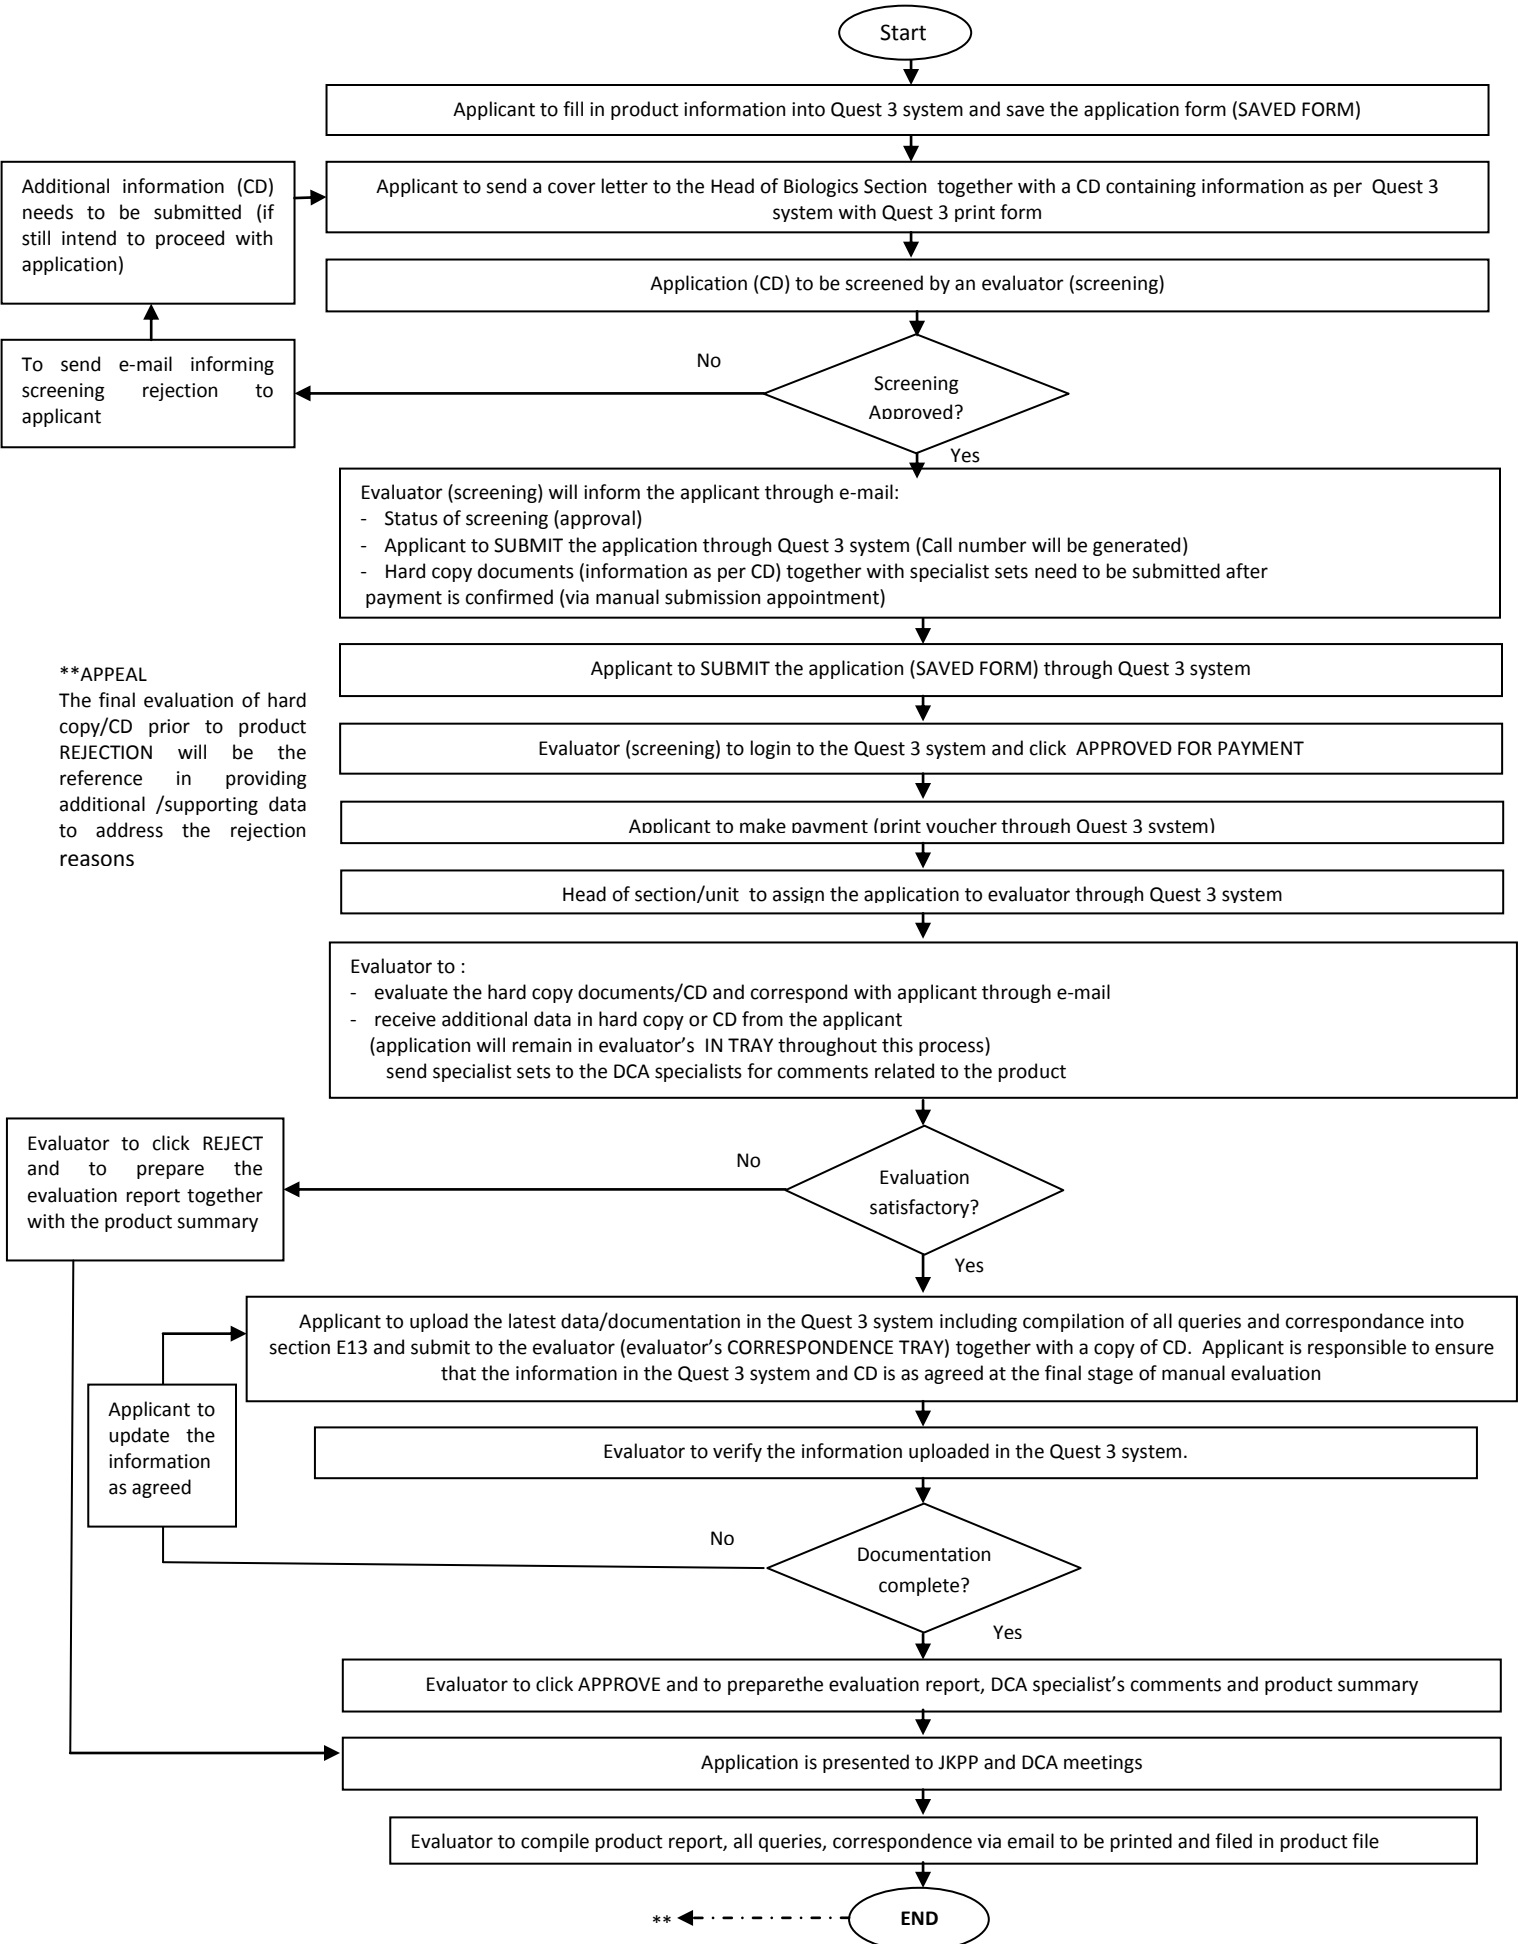 Start
Applicant to fill in product information into Quest 3 system and save the application form (SAVED FORM)
Additional information (CD)
needs to be submitted (if
still intend to proceed with
application)
Applicant to send a cover letter to the Head of Biologics Section together with a CD containing information as per Quest 3
system with Quest 3 print form
Application (CD) to be screened by an evaluator (screening)
To send e-mail informing
screening rejection to
applicant
No
Screening
Approved?
Yes
Evaluator (screening) will inform the applicant through e-mail:
- Status of screening (approval)
- Applicant to SUBMIT the application through Quest 3 system (Call number will be generated)
- Hard copy documents (information as per CD) together with specialist sets need to be submitted after
payment is confirmed (via manual submission appointment)
Applicant to SUBMIT the application (SAVED FORM) through Quest 3 system
**APPEAL
The final evaluation of hard
copy/CD prior to product
REJECTION will be the
reference in providing
additional /supporting data
to address the rejection
reasons
Evaluator (screening) to login to the Quest 3 system and click APPROVED FOR PAYMENT
Applicant to make payment (print voucher through Quest 3 system)
Head of section/unit to assign the application to evaluator through Quest 3 system
Evaluator to :
- evaluate the hard copy documents/CD and correspond with applicant through e-mail
- receive additional data in hard copy or CD from the applicant
(application will remain in evaluator's IN TRAY throughout this process)
send specialist sets to the DCA specialists for comments related to the product
Evaluator to click REJECT
and to prepare the
evaluation report together
with the product summary
No
Evaluation
satisfactory?
Yes
Applicant to upload the latest data/documentation in the Quest 3 system including compilation of all queries and correspondance into
section E13 and submit to the evaluator (evaluator's CORRESPONDENCE TRAY) together with a copy of CD. Applicant is responsible to ensure
that the information in the Quest 3 system and CD is as agreed at the final stage of manual evaluation
Applicant to
update the
information
as agreed
Evaluator to verify the information uploaded in the Quest 3 system.
No
Documentation
complete?
Yes
Evaluator to click APPROVE and to preparethe evaluation report, DCA specialist's comments and product summary
Application is presented to JKPP and DCA meetings
Evaluator to compile product report, all queries, correspondence via email to be printed and filed in product file
**
END